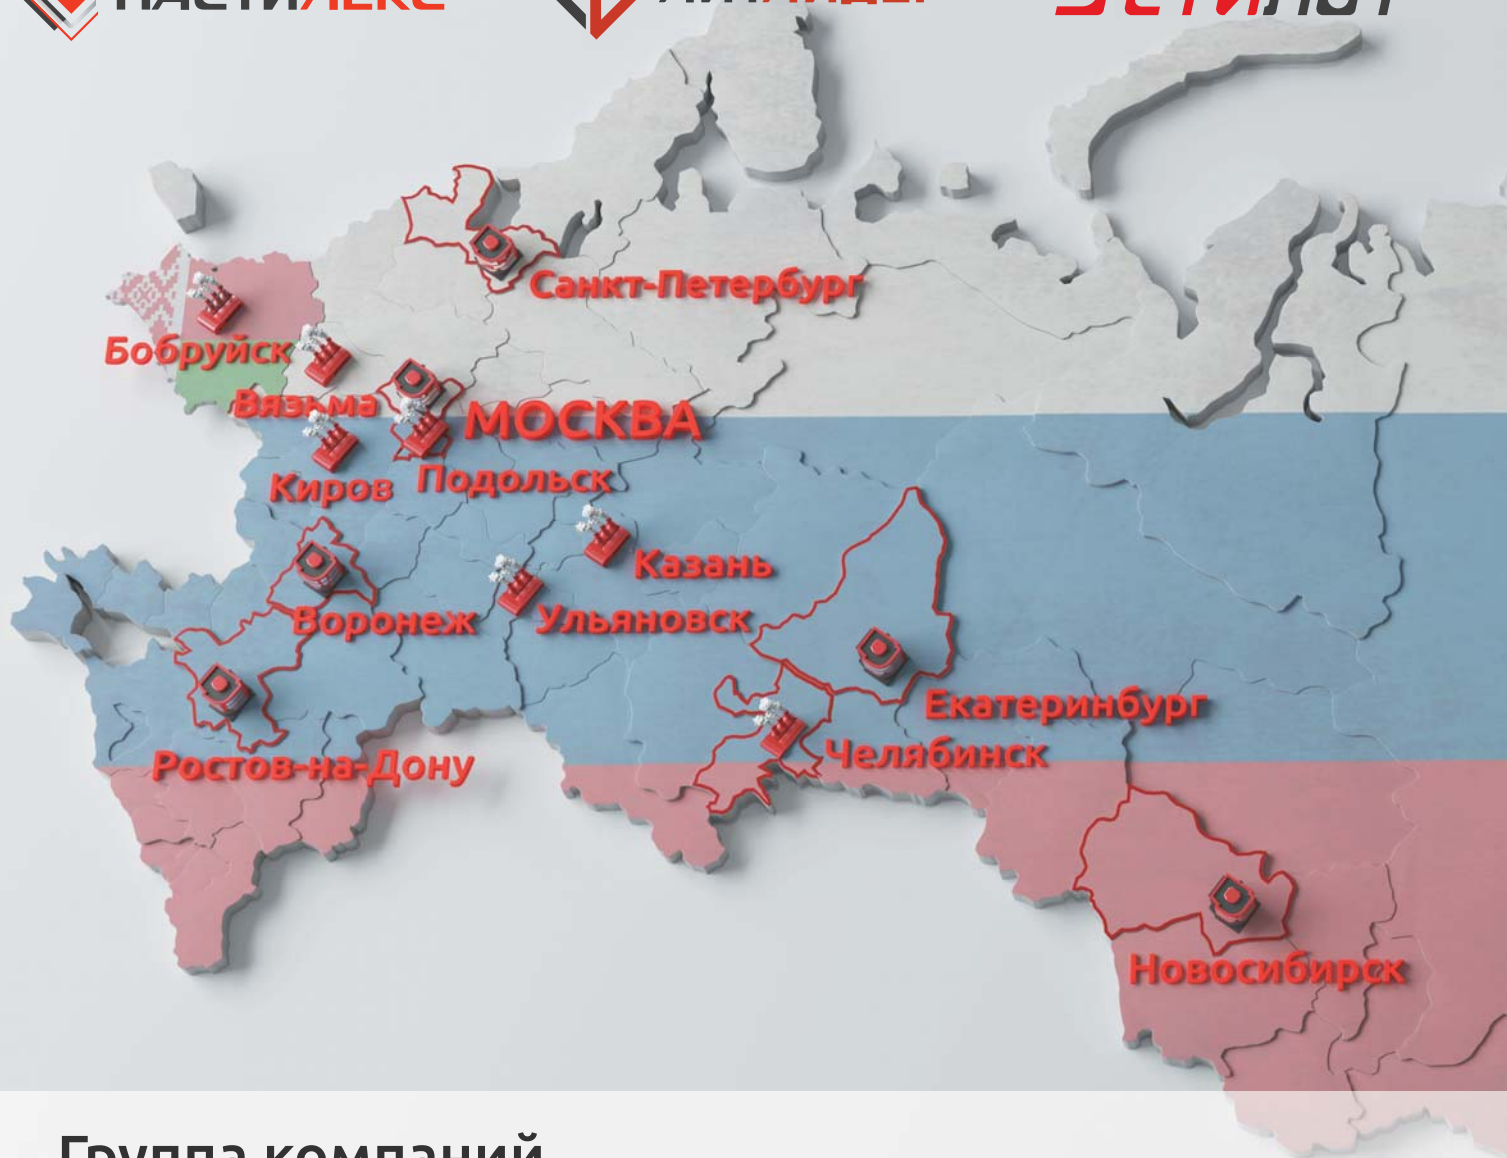 Санкт-Петербург
Бобруйск
Вязьма
МОСКВА
Киров
Подольск
Казань
Воронеж
Ульяновск
Екатеринбург
Челябинск
Ростов-на-Дону
Новосибирск
Группа компаний